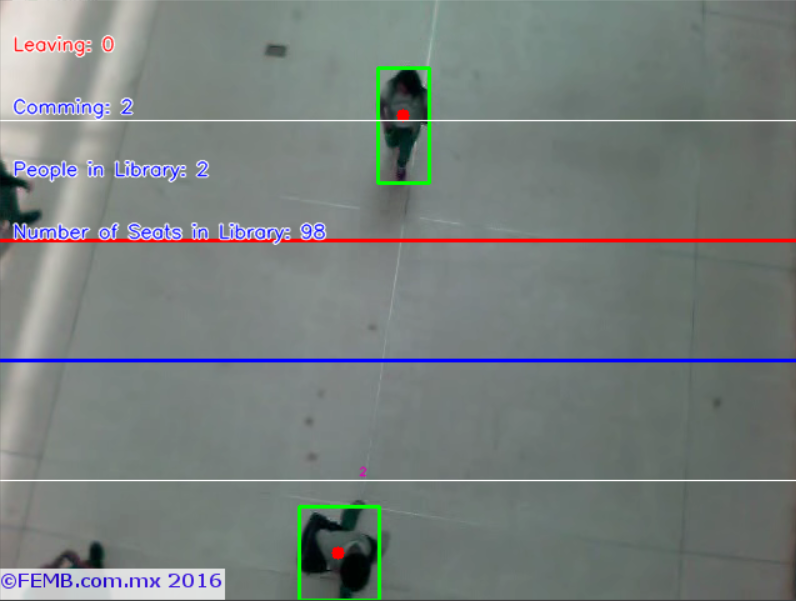 Leaving: 0
Comming: 2
People in Library: 2
Number of Seats in Library: 98
2
©FEMB.com.mx 2016